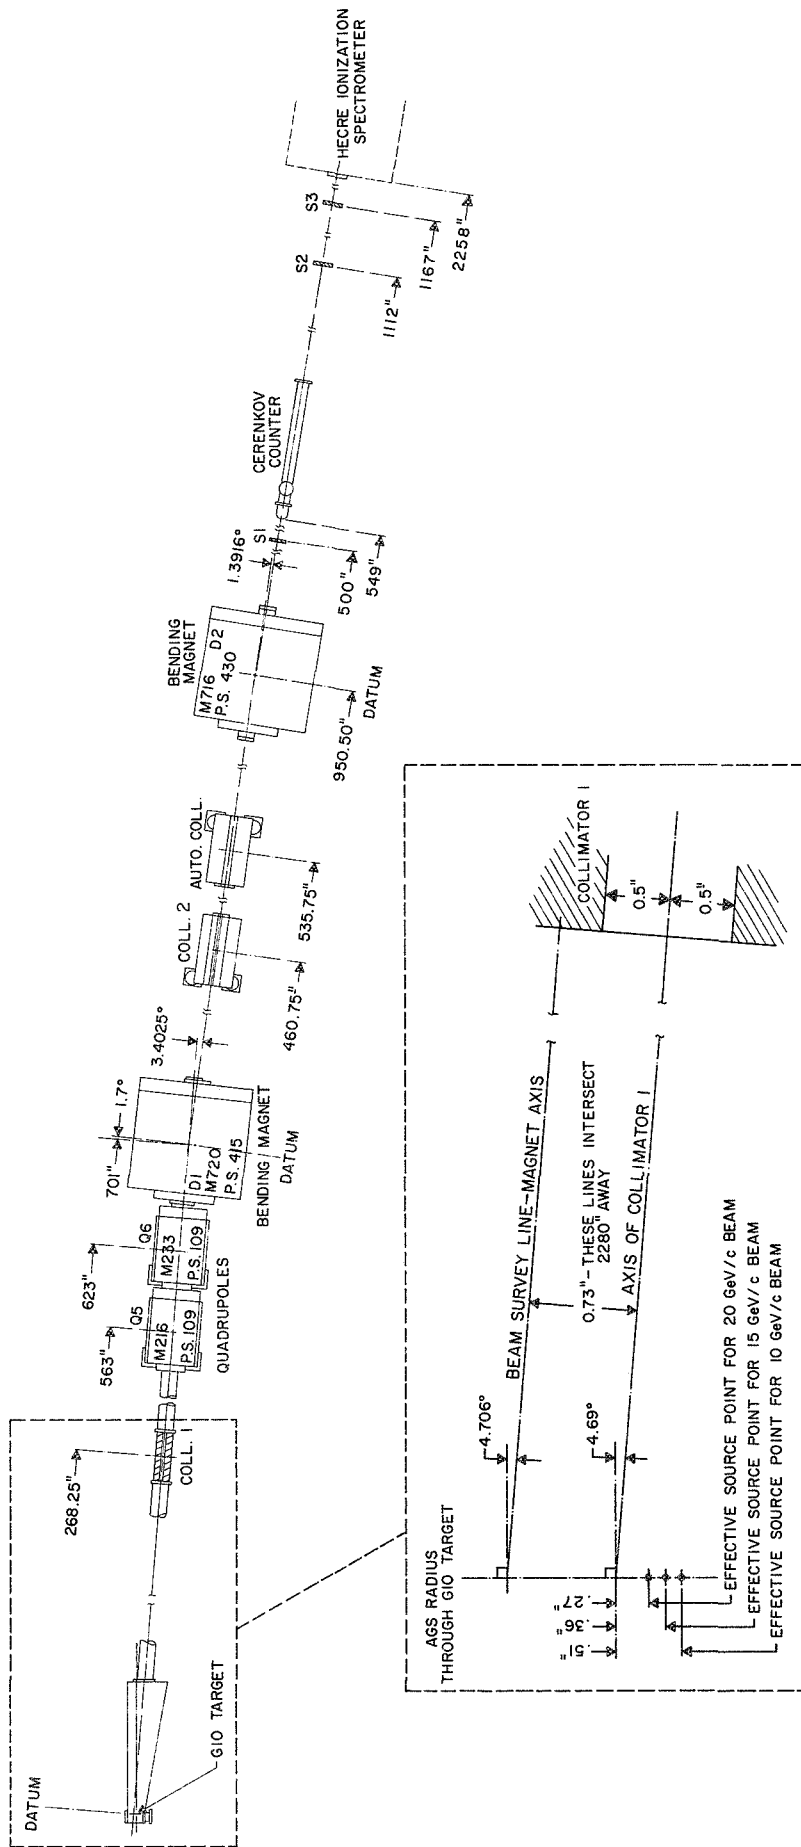 DATUM
G10 TARGET
268.25"
COLL. 1
563"
Q5
M216
P.S. 109
623"
Q6
M233
P.S. 109
QUADRUPOLES
701"
1.7°
D1
M720
P.S. 415
BENDING MAGNET
DATUM
3.4025°
COLL. 2
460.75"
AUTO. COLL.
535.75"
BENDING
MAGNET
M716
D2
P.S. 430
950.50"
DATUM
1.3916°
S1
500"
549"
CERENKOV
COUNTER
S2
1112"
S3
1167"
2258"
HECRE IONIZATION
SPECTROMETER
AGS RADIUS
THROUGH G10 TARGET
4.706°
BEAM SURVEY LINE-MAGNET AXIS
4.69°
0.73"-THESE LINES INTERSECT
2280" AWAY
AXIS OF COLLIMATOR 1
COLLIMATOR 1
0.5"
0.5"
.27"
.36"
.51"
EFFECTIVE SOURCE POINT FOR 20 GeV/c BEAM
EFFECTIVE SOURCE POINT FOR 15 GeV/c BEAM
EFFECTIVE SOURCE POINT FOR 10 GeV/c BEAM